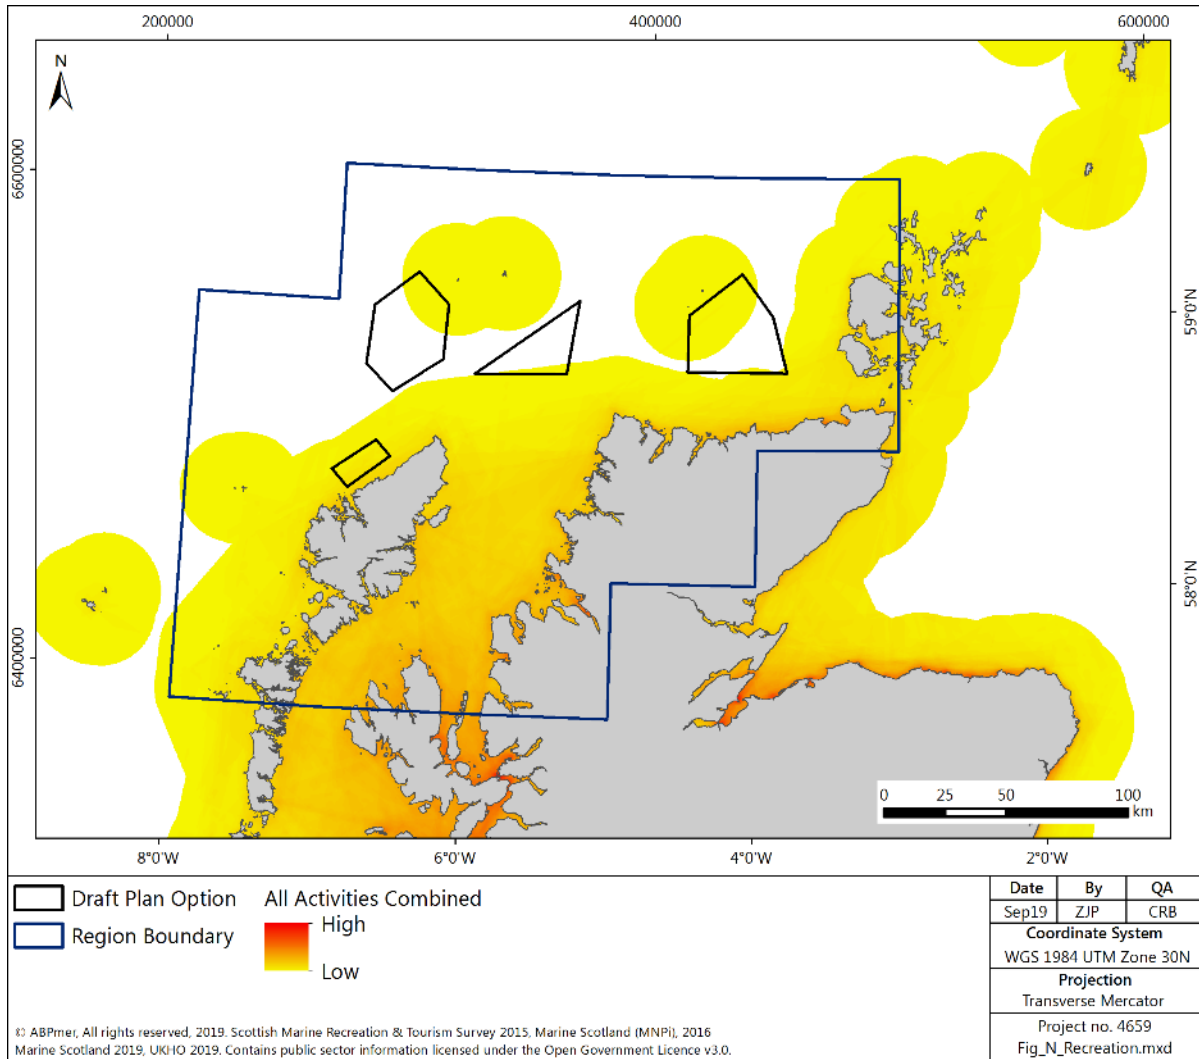 200000 400000 600000
N
6600000
59°0'N
58°0'N
6400000
0 25 50 100
km
8°0'W 6°0'W 4°0'W 2°0'W
Draft Plan Option
Region Boundary
All Activities Combined
High
Low
Date By QA
Sep19 ZJP CRB
Coordinate System
WGS 1984 UTM Zone 30N
Projection
Transverse Mercator
Project no. 4659
Fig_N_Recreation.mxd
© ABPmer, All rights reserved, 2019. Scottish Marine Recreation & Tourism Survey 2015, Marine Scotland (MNPi), 2016
Marine Scotland 2019, UKHO 2019. Contains public sector information licensed under the Open Government Licence v3.0.